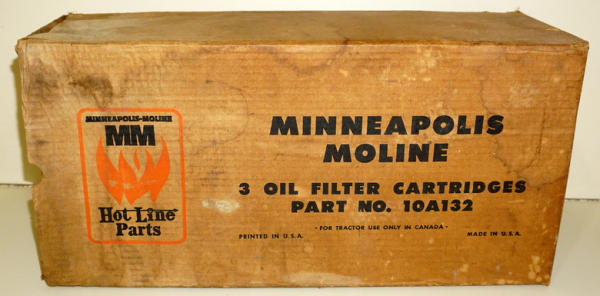 MINNEAPOLIS-MOLINE
MM
Hot Line
Parts
MINNEAPOLIS
MOLINE
3 OIL FILTER CARTRIDGES
PART NO. 10A132
• FOR TRACTOR USE ONLY IN CANADA •
PRINTED IN U.S.A.
MADE IN U.S.A.